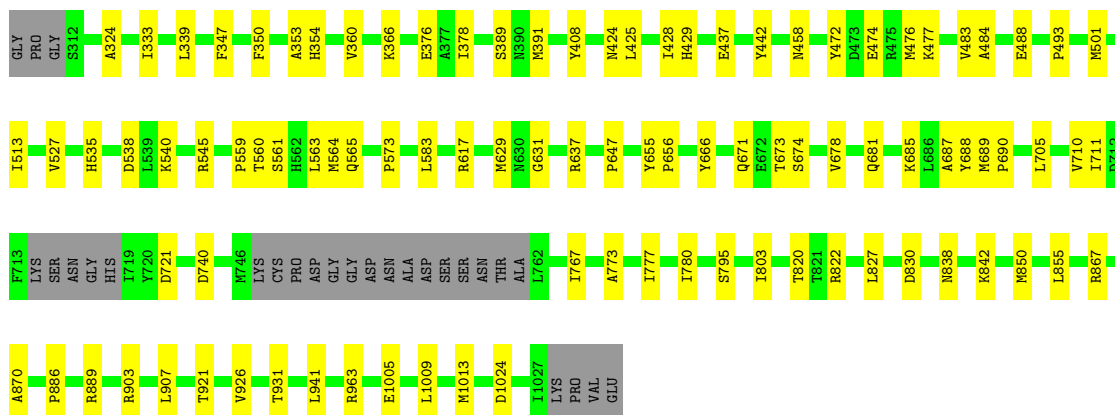 GLY PRO GLY S312 A324 I333 L339 F347 F350 A353 H354 V360 K366 E376 A377 I378 S389 N390 M391 Y408 N424 L425 I428 H429 E437 Y442 N458 Y472 D473 E474 R475 M476 K477 V483 A484 E488 P493 M501
I513 V527 H535 D538 L539 K540 R545 P559 T560 S561 H562 L563 M564 Q565 P573 L583 R617 M629 N630 G631 R637 P647 Y655 P656 Y666 Q671 E672 T673 S674 V678 Q681 K685 L686 A687 Y688 M689 P690 L705 V710 I711 D712
F713 LYS SER ASN GLY HIS I719 Y720 D721 D740 M746 LYS CYS PRO ASP GLY GLY ASP ASN ALA ASP SER SER ASN THR ALA L762 I767 A773 I777 I780 S795 I803 T820 T821 R822 L827 D830 N838 K842 M850 L855 R867
A870 P886 R889 R903 L907 T921 V926 T931 L941 R963 E1005 L1009 M1013 D1024 I1027 LYS PRO VAL GLU